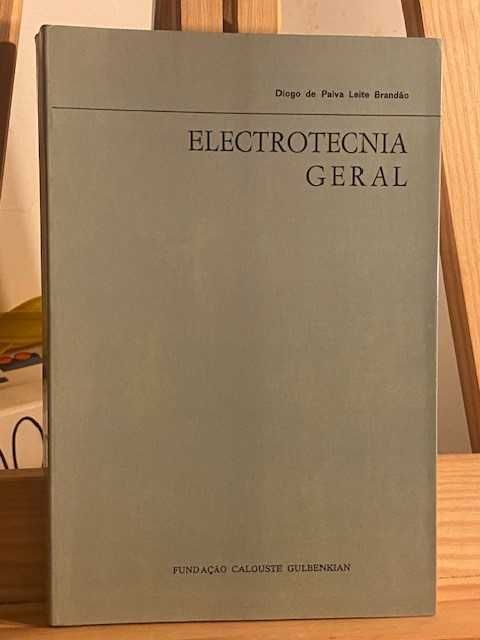 Diogo de Paiva Leite Brandão
ELECTROTECNIA
GERAL
FUNDAÇÃO CALOUSTE GULBENKIAN